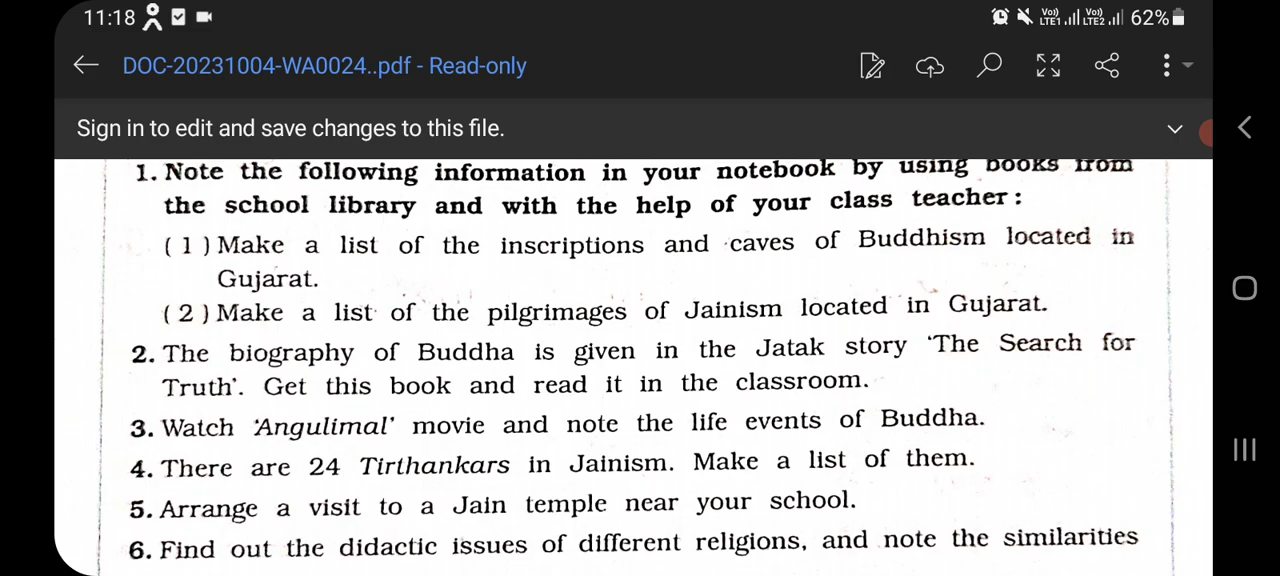 11:18
Vo)) LTE1 Vo)) LTE2 62%
DOC-20231004-WA0024..pdf - Read-only
Sign in to edit and save changes to this file.
1. Note the following information in your notebook by using books from
the school library and with the help of your class teacher :
( 1 ) Make a list of the inscriptions and caves of Buddhism located in
Gujarat.
( 2 ) Make a list of the pilgrimages of Jainism located in Gujarat.
2. The biography of Buddha is given in the Jatak story 'The Search for
Truth'. Get this book and read it in the classroom.
3. Watch 'Angulimal' movie and note the life events of Buddha.
4. There are 24 Tirthankars in Jainism. Make a list of them.
5. Arrange a visit to a Jain temple near your school.
6. Find out the didactic issues of different religions, and note the similarities